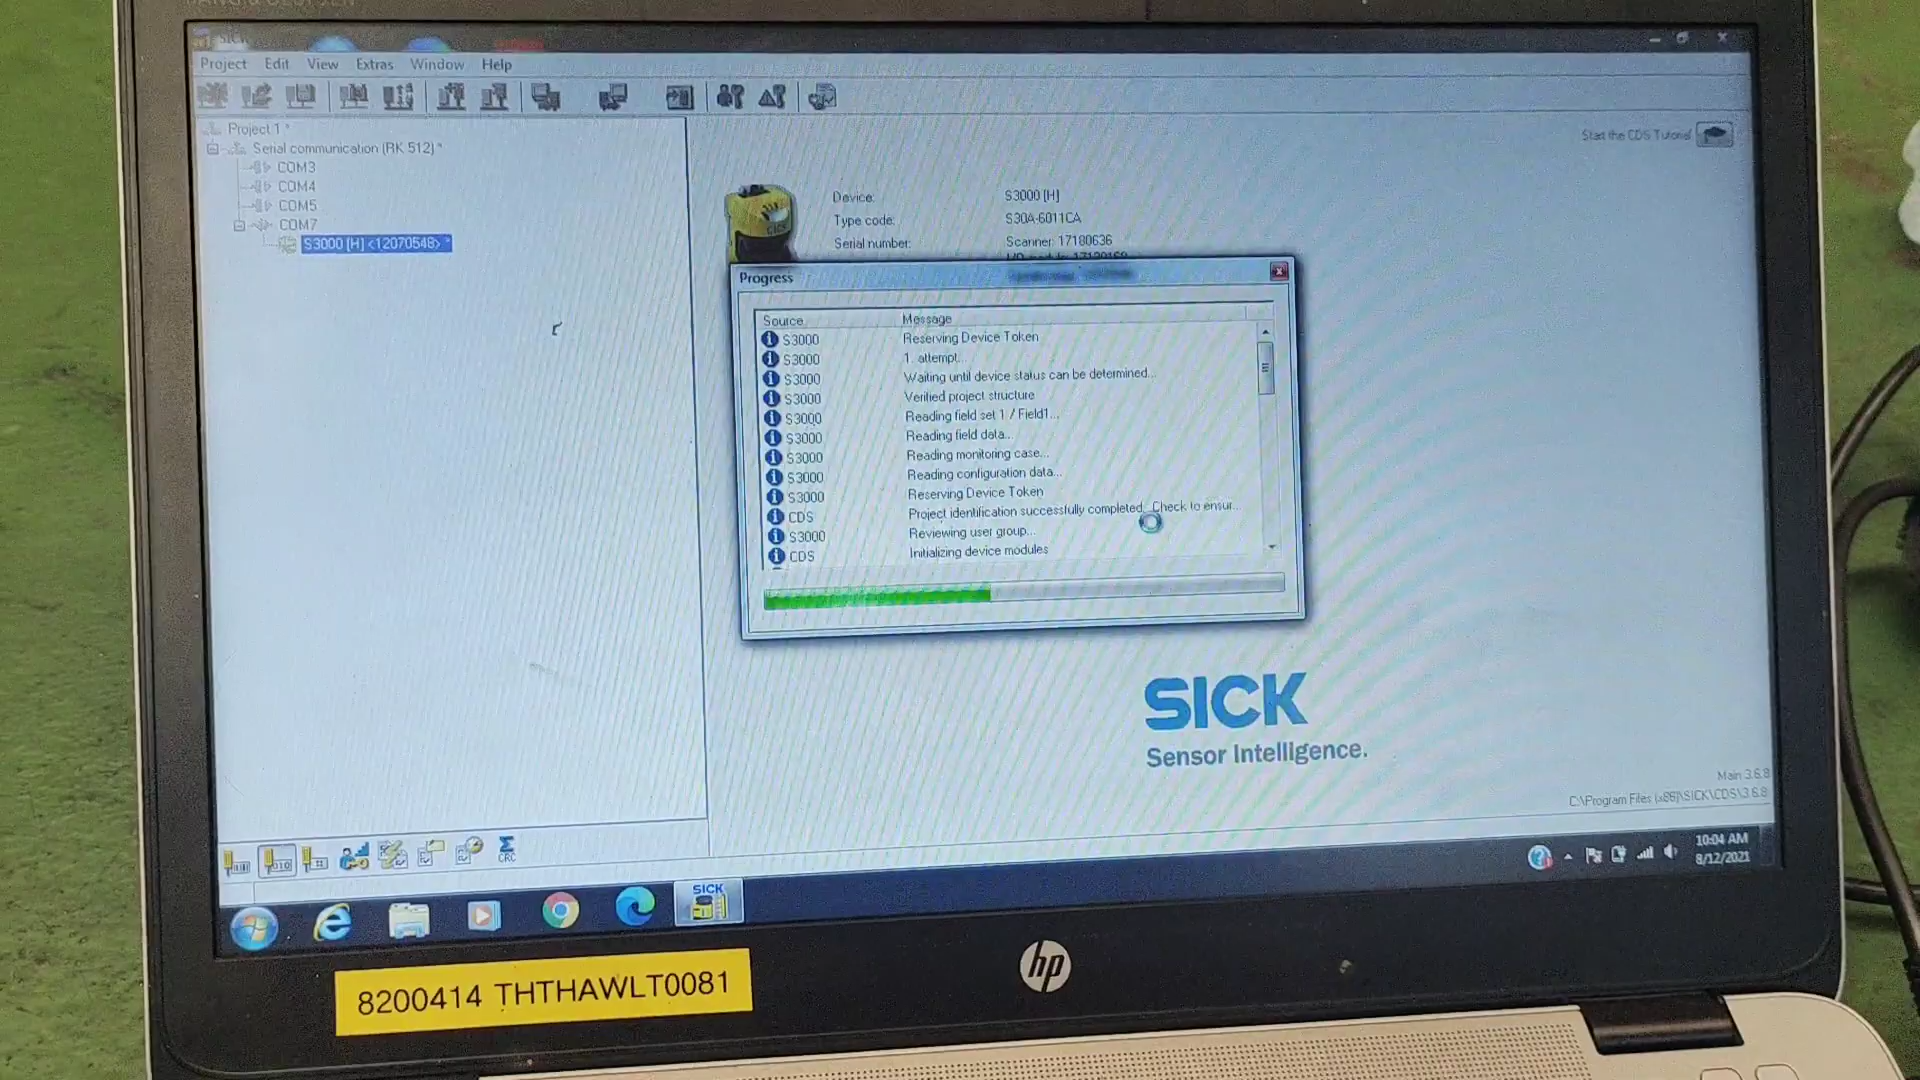 Project Edit View Extras Window Help
Project 1 *
Serial communication (RK 512) *
COM3
COM4
COM5
COM7
S3000 [H] <12070548> *
Start the CDS Tutorial
Device: S3000 [H]
Type code: S30A-6011CA
Serial number: Scanner: 17180636
Progress
Source Message
S3000 Reserving Device Token
S3000 1. attempt...
S3000 Waiting until device status can be determined...
S3000 Verified project structure
S3000 Reading field set 1 / Field1...
S3000 Reading field data...
S3000 Reading monitoring case...
S3000 Reading configuration data...
S3000 Reserving Device Token
CDS Project identification successfully completed. Check to ensur...
S3000 Reviewing user group...
CDS Initializing device modules
SICK
Sensor Intelligence.
Main 3.6.8
C:\Program Files (x86)\SICK\CDS\3.6.8
CRC
SICK
10:04 AM
8/12/2021
hp
8200414 THTHAWLT0081